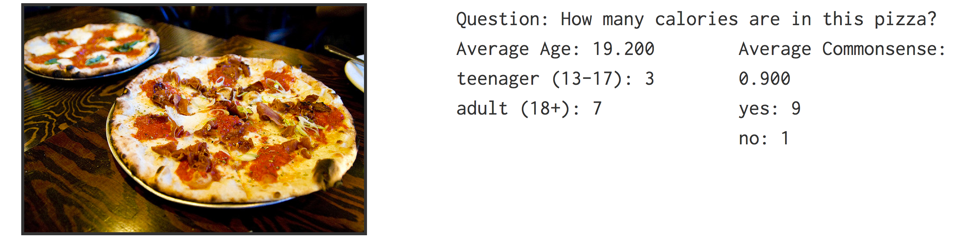 Question: How many calories are in this pizza?
Average Age: 19.200
teenager (13-17): 3
adult (18+): 7
Average Commonsense:
0.900
yes: 9
no: 1